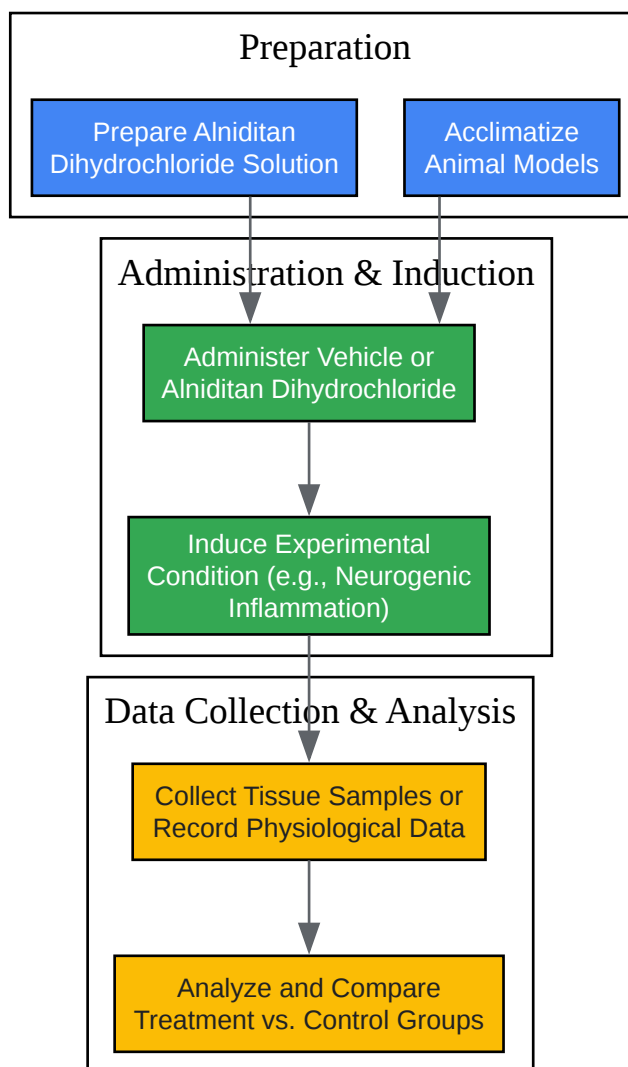 Preparation
Prepare Alniditan
Dihydrochloride Solution
Acclimatize
Animal Models
Administration & Induction
Administer Vehicle or
Alniditan Dihydrochloride
Induce Experimental
Condition (e.g., Neurogenic
Inflammation)
Data Collection & Analysis
Collect Tissue Samples or
Record Physiological Data
Analyze and Compare
Treatment vs. Control Groups